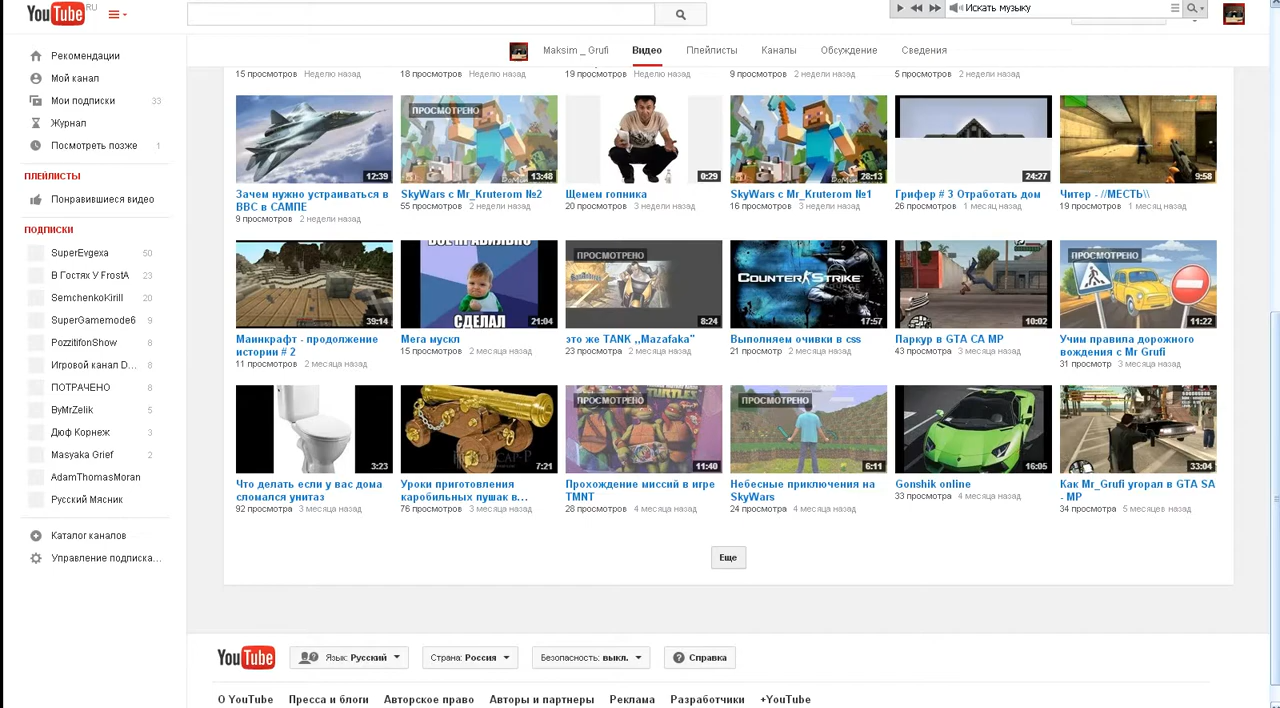 YouTube RU
Искать музыку
Maksim _ Grufi Видео Плейлисты Каналы Обсуждение Сведения
Рекомендации
Мой канал
Мои подписки 33
Журнал
Посмотреть позже 1
ПЛЕЙЛИСТЫ
Понравившиеся видео
ПОДПИСКИ
SuperEvgexa 50
В Гостях У FrostA 23
SemchenkoKirill 20
SuperGamemode6 9
PozzitifonShow 8
Игровой канал D... 8
ПОТРАЧЕНО 8
ByMrZelik 5
Дюф Корнеж 3
Masyaka Grief 2
AdamThomasMoran
Русский Мясник
Каталог каналов
Управление подписка...
15 просмотров Неделю назад
18 просмотров Неделю назад
19 просмотров Неделю назад
9 просмотров 2 недели назад
5 просмотров 2 недели назад
12:39
Зачем нужно устраиваться в
ВВС в САМПЕ
9 просмотров 2 недели назад
ПРОСМОТРЕНО
13:48
SkyWars с Mr_Kruterom №2
55 просмотров 2 недели назад
0:29
Щемем гопника
20 просмотров 3 недели назад
28:13
SkyWars с Mr_Kruterom №1
16 просмотров 3 недели назад
24:27
Грифер # 3 Отработать дом
26 просмотров 1 месяц назад
9:58
Читер - //МЕСТЬ\\
19 просмотров 1 месяц назад
39:14
Маинкрафт - продолжение
истории # 2
11 просмотров 2 месяца назад
ВСЁ ПРАВИЛЬНО
СДЕЛАЛ
21:04
Мега мускл
15 просмотров 2 месяца назад
ПРОСМОТРЕНО
8:24
это же TANK ,,Mazafaka"
23 просмотра 2 месяца назад
COUNTER STRIKE
SOURCE
17:57
Выполняем очивки в css
21 просмотр 2 месяца назад
10:02
Паркур в GTA СА МР
43 просмотра 3 месяца назад
ПРОСМОТРЕНО
11:22
Учим правила дорожного
вождения с Mr Grufi
31 просмотр 3 месяца назад
3:23
Что делать если у вас дома
сломался унитаз
92 просмотра 3 месяца назад
7:21
Уроки приготовления
каробильных пушак в...
76 просмотров 3 месяца назад
ПРОСМОТРЕНО
TURTLES
11:40
Прохождение миссий в игре
TMNT
28 просмотров 4 месяца назад
ПРОСМОТРЕНО
6:11
Небесные приключения на
SkyWars
24 просмотра 4 месяца назад
16:05
Gonshik online
33 просмотра 4 месяца назад
33:04
Как Mr_Grufi угорал в GTA SA
- MP
34 просмотра 5 месяцев назад
Еще
YouTube Язык: Русский Страна: Россия Безопасность: выкл. Справка
О YouTube Пресса и блоги Авторское право Авторы и партнеры Реклама Разработчики +YouTube